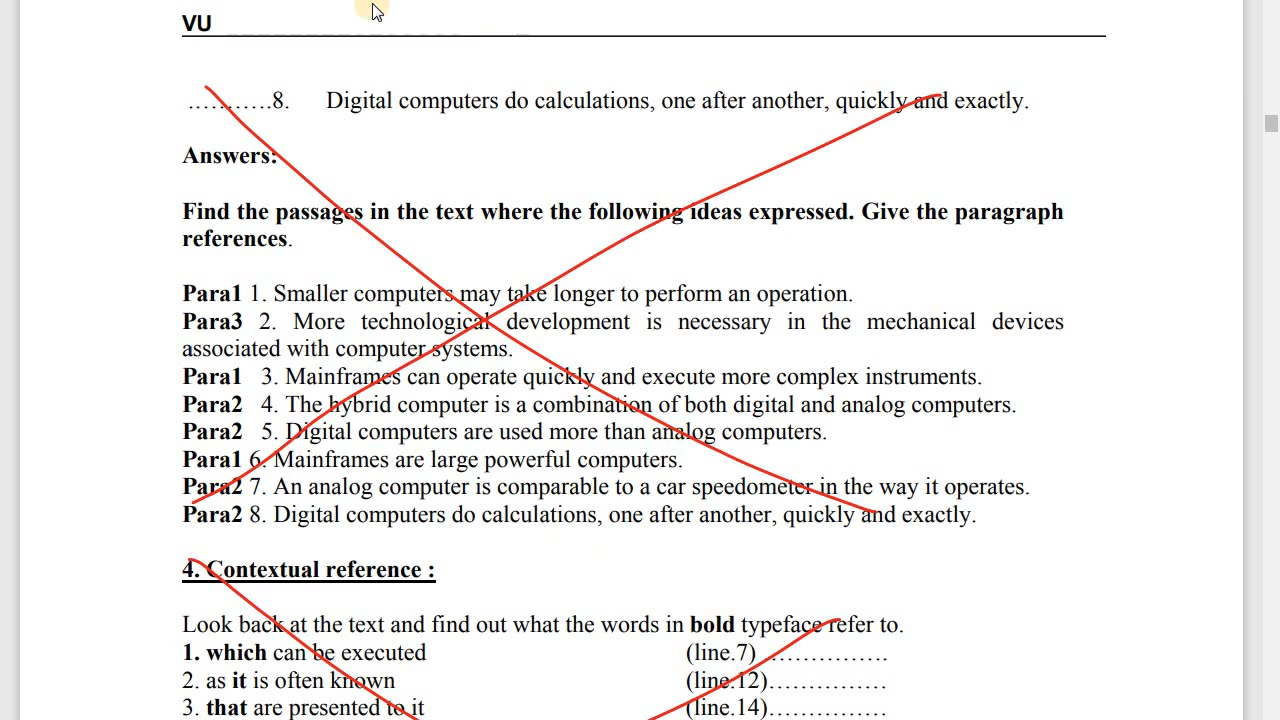 VU
………..8. Digital computers do calculations, one after another, quickly and exactly.
Answers:
Find the passages in the text where the following ideas expressed. Give the paragraph
references.
Para1 1. Smaller computers may take longer to perform an operation.
Para3 2. More technological development is necessary in the mechanical devices
associated with computer systems.
Para1 3. Mainframes can operate quickly and execute more complex instruments.
Para2 4. The hybrid computer is a combination of both digital and analog computers.
Para2 5. Digital computers are used more than analog computers.
Para1 6. Mainframes are large powerful computers.
Para2 7. An analog computer is comparable to a car speedometer in the way it operates.
Para2 8. Digital computers do calculations, one after another, quickly and exactly.
4. Contextual reference :
Look back at the text and find out what the words in bold typeface refer to.
1. which can be executed (line.7) ……………
2. as it is often known (line.12)……………
3. that are presented to it (line.14)……………